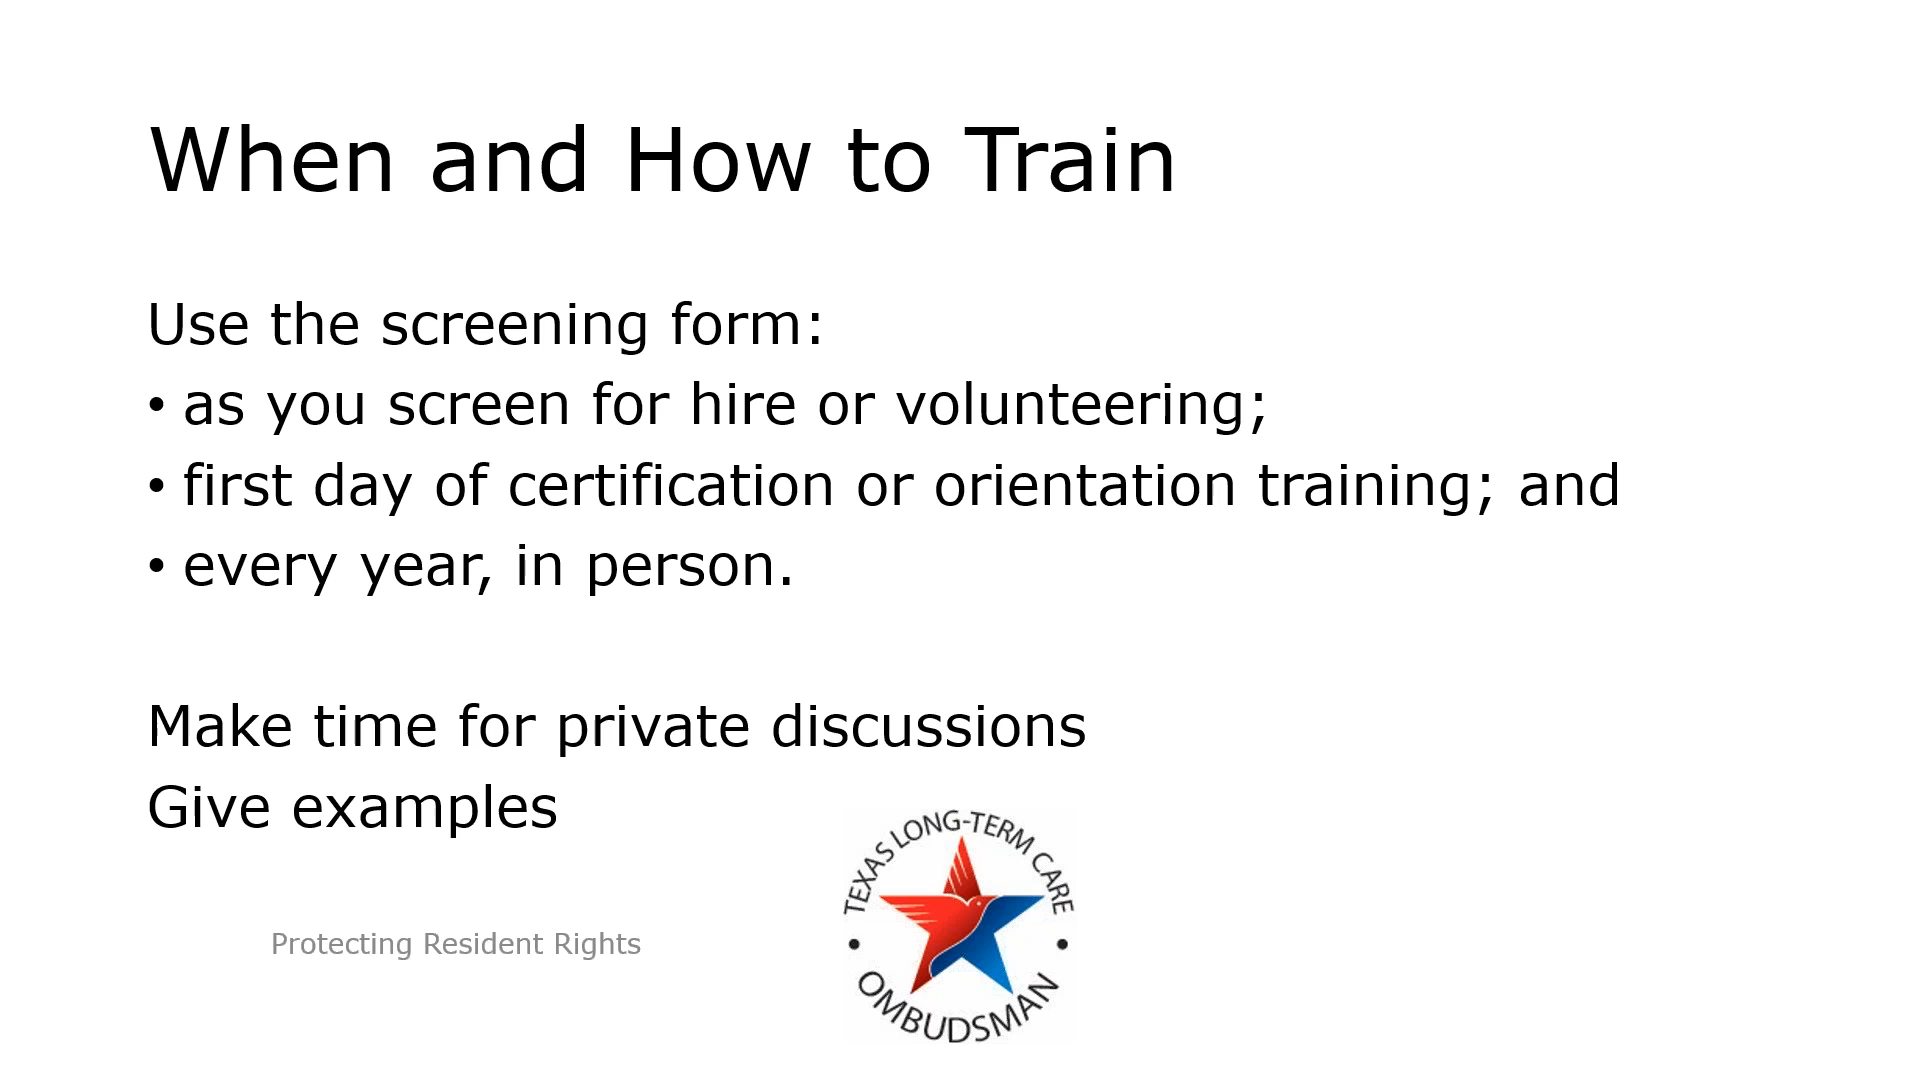 When and How to Train
Use the screening form:
• as you screen for hire or volunteering;
• first day of certification or orientation training; and
• every year, in person.
Make time for private discussions
Give examples
Protecting Resident Rights
TEXAS LONG-TERM CARE
• OMBUDSMAN •